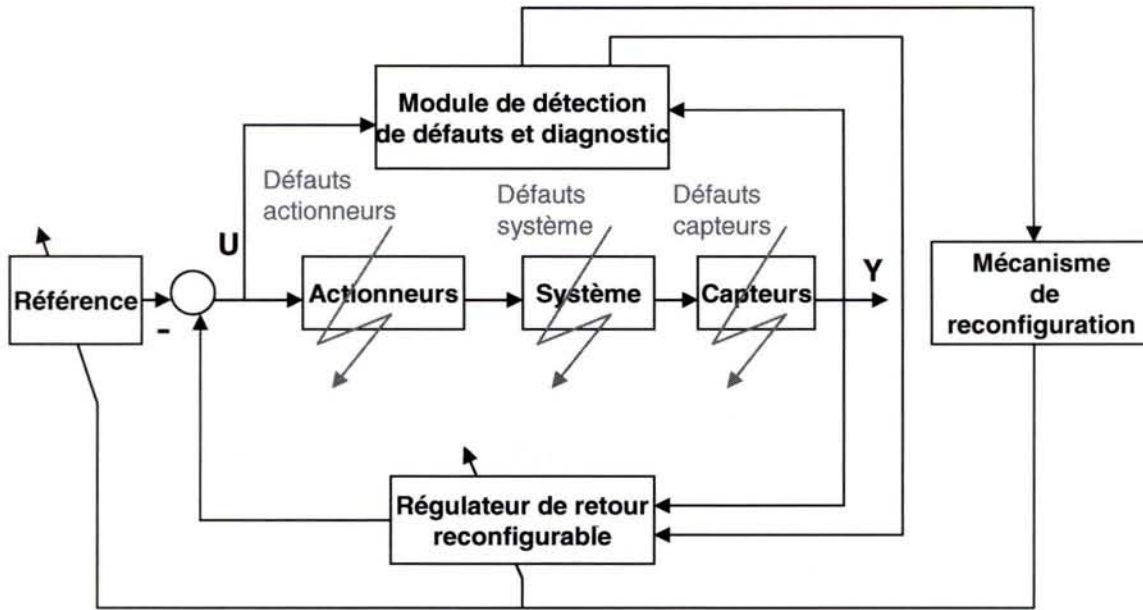 Module de détection
de défauts et diagnostic
Défauts
actionneurs
Défauts
système
Défauts
capteurs
U
Y
Référence
-
Actionneurs
Système
Capteurs
Mécanisme
de
reconfiguration
Régulateur de retour
reconfigurable